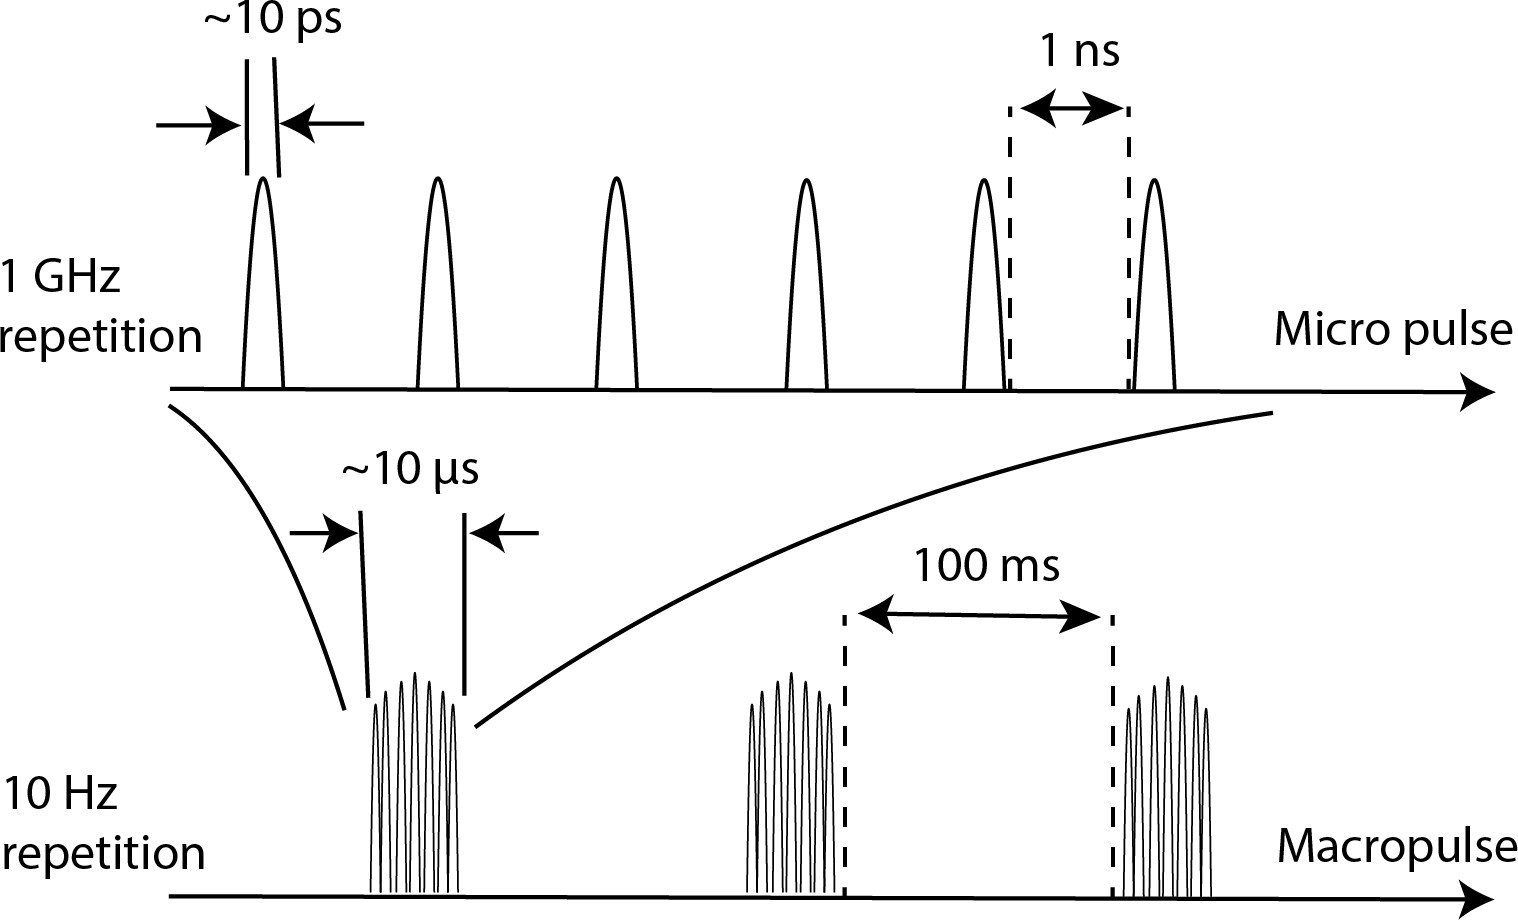 ~10 ps
1 ns
1 GHz
repetition
Micro pulse
~10 µs
100 ms
10 Hz
repetition
Macropulse